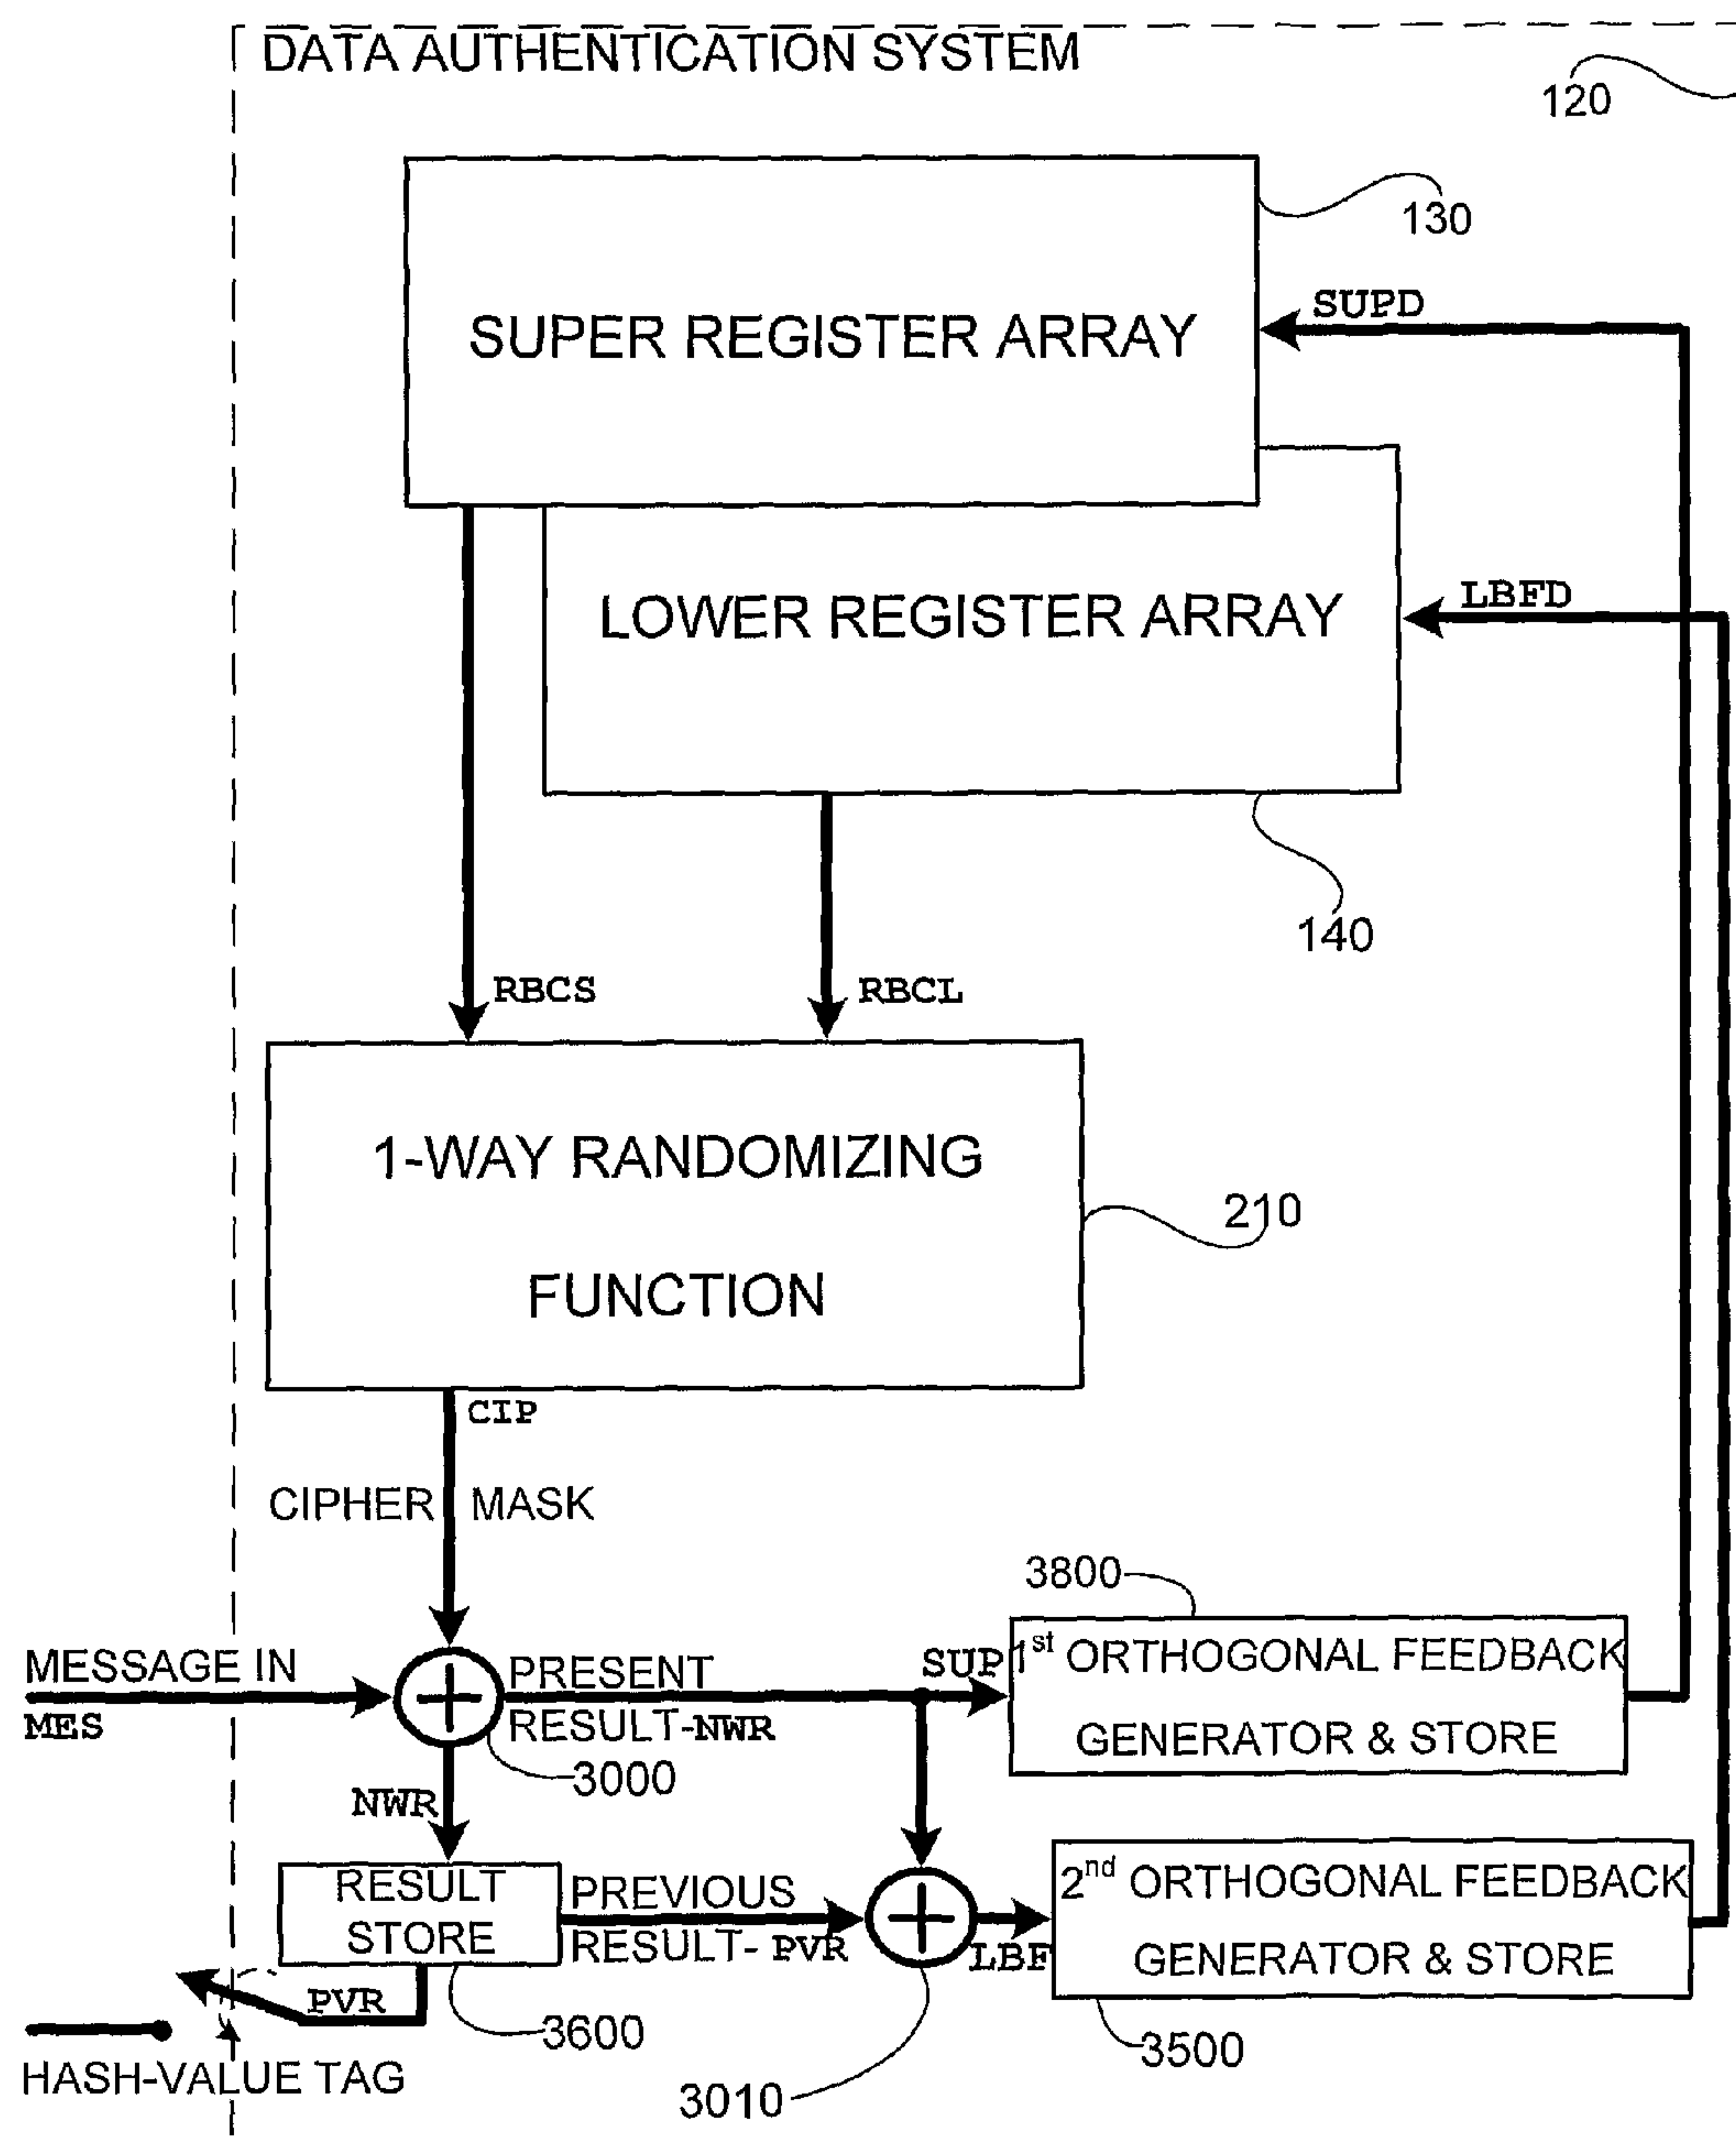 DATA AUTHENTICATION SYSTEM
120
130
SUPER REGISTER ARRAY
SUPD
LOWER REGISTER ARRAY
LBFD
140
RBCS
RBCL
1-WAY RANDOMIZING
FUNCTION
210
CIP
CIPHER MASK
3800
MESSAGE IN
MES
PRESENT
RESULT-NWR
SUP
1st ORTHOGONAL FEEDBACK
GENERATOR & STORE
3000
NWR
RESULT
STORE
PREVIOUS
RESULT- PVR
LBF
2nd ORTHOGONAL FEEDBACK
GENERATOR & STORE
PVR
3600
3500
HASH-VALUE TAG
3010